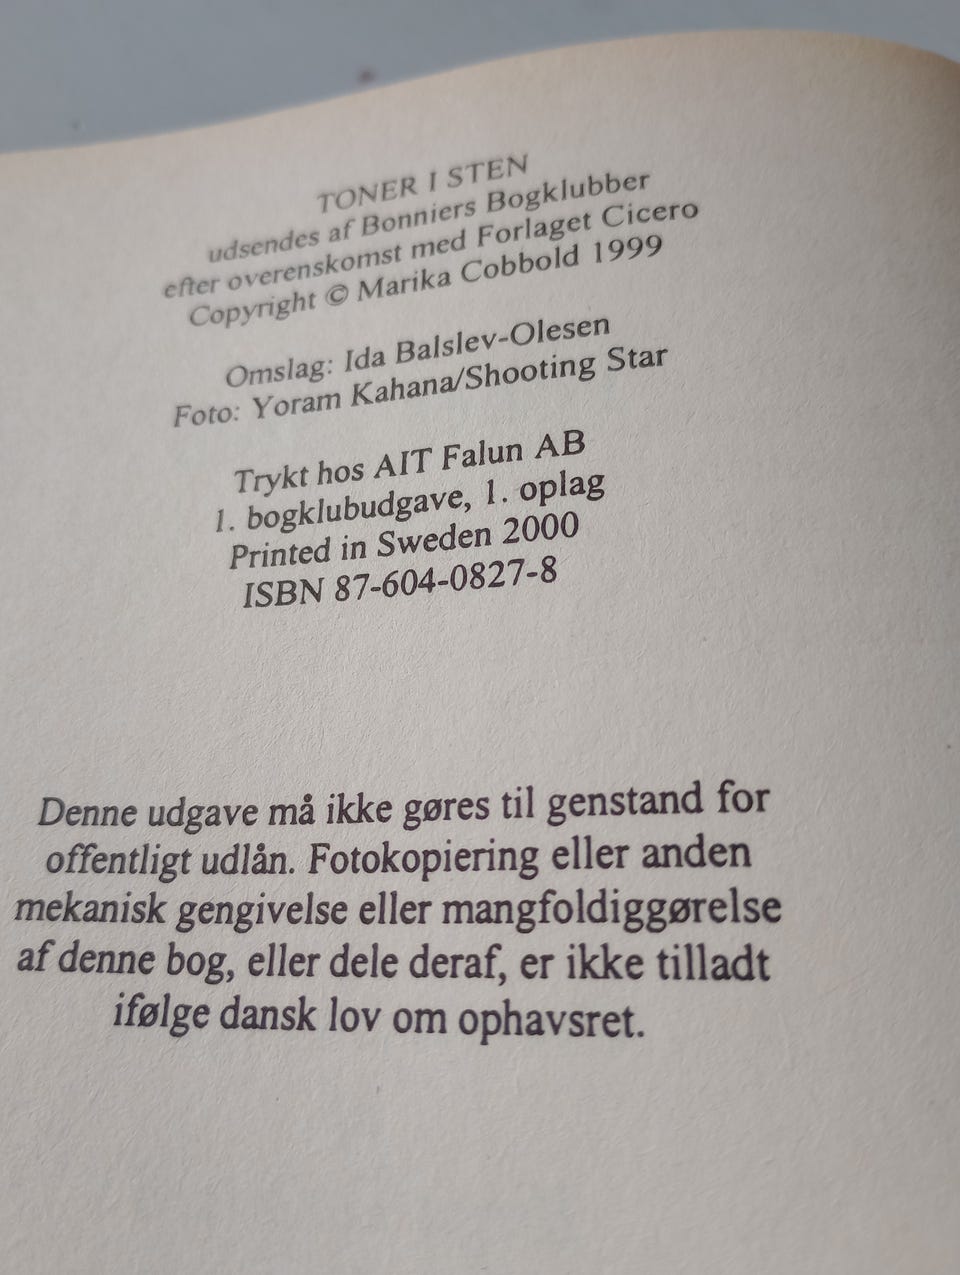 TONER I STEN
udsendes af Bonniers Bogklubber
efter overenskomst med Forlaget Cicero
Copyright © Marika Cobbold 1999
Omslag: Ida Balslev-Olesen
Foto: Yoram Kahana/Shooting Star
Trykt hos AIT Falun AB
1. bogklubudgave, 1. oplag
Printed in Sweden 2000
ISBN 87-604-0827-8
Denne udgave må ikke gøres til genstand for
offentligt udlån. Fotokopiering eller anden
mekanisk gengivelse eller mangfoldiggørelse
af denne bog, eller dele deraf, er ikke tilladt
ifølge dansk lov om ophavsret.